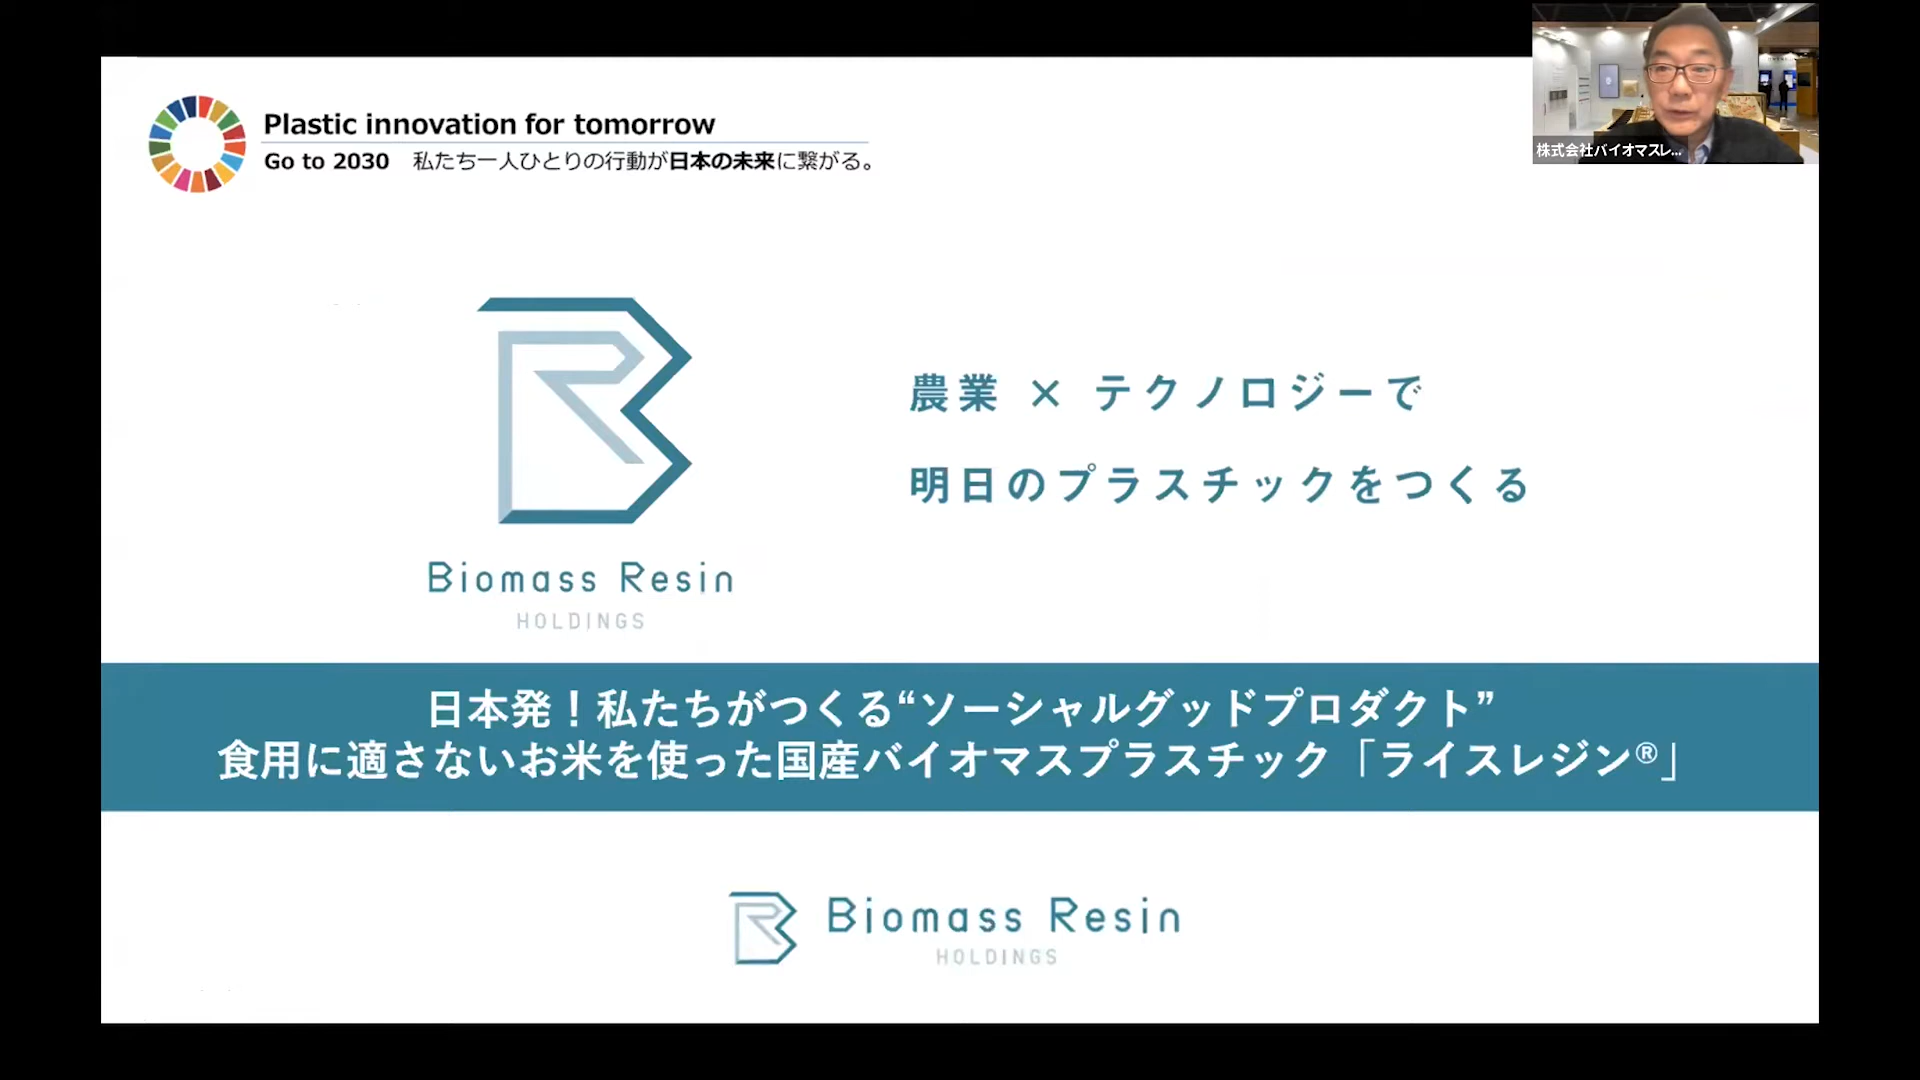 Plastic innovation for tomorrow
Go to 2030 私たち一人ひとりの行動が日本の未来に繋がる。
株式会社バイオマスレ...
農業 × テクノロジーで
明日のプラスチックをつくる
Biomass Resin
HOLDINGS
日本発！私たちがつくる“ソーシャルグッドプロダクト”
食用に適さないお米を使った国産バイオマスプラスチック「ライスレジン®」
Biomass Resin
HOLDINGS